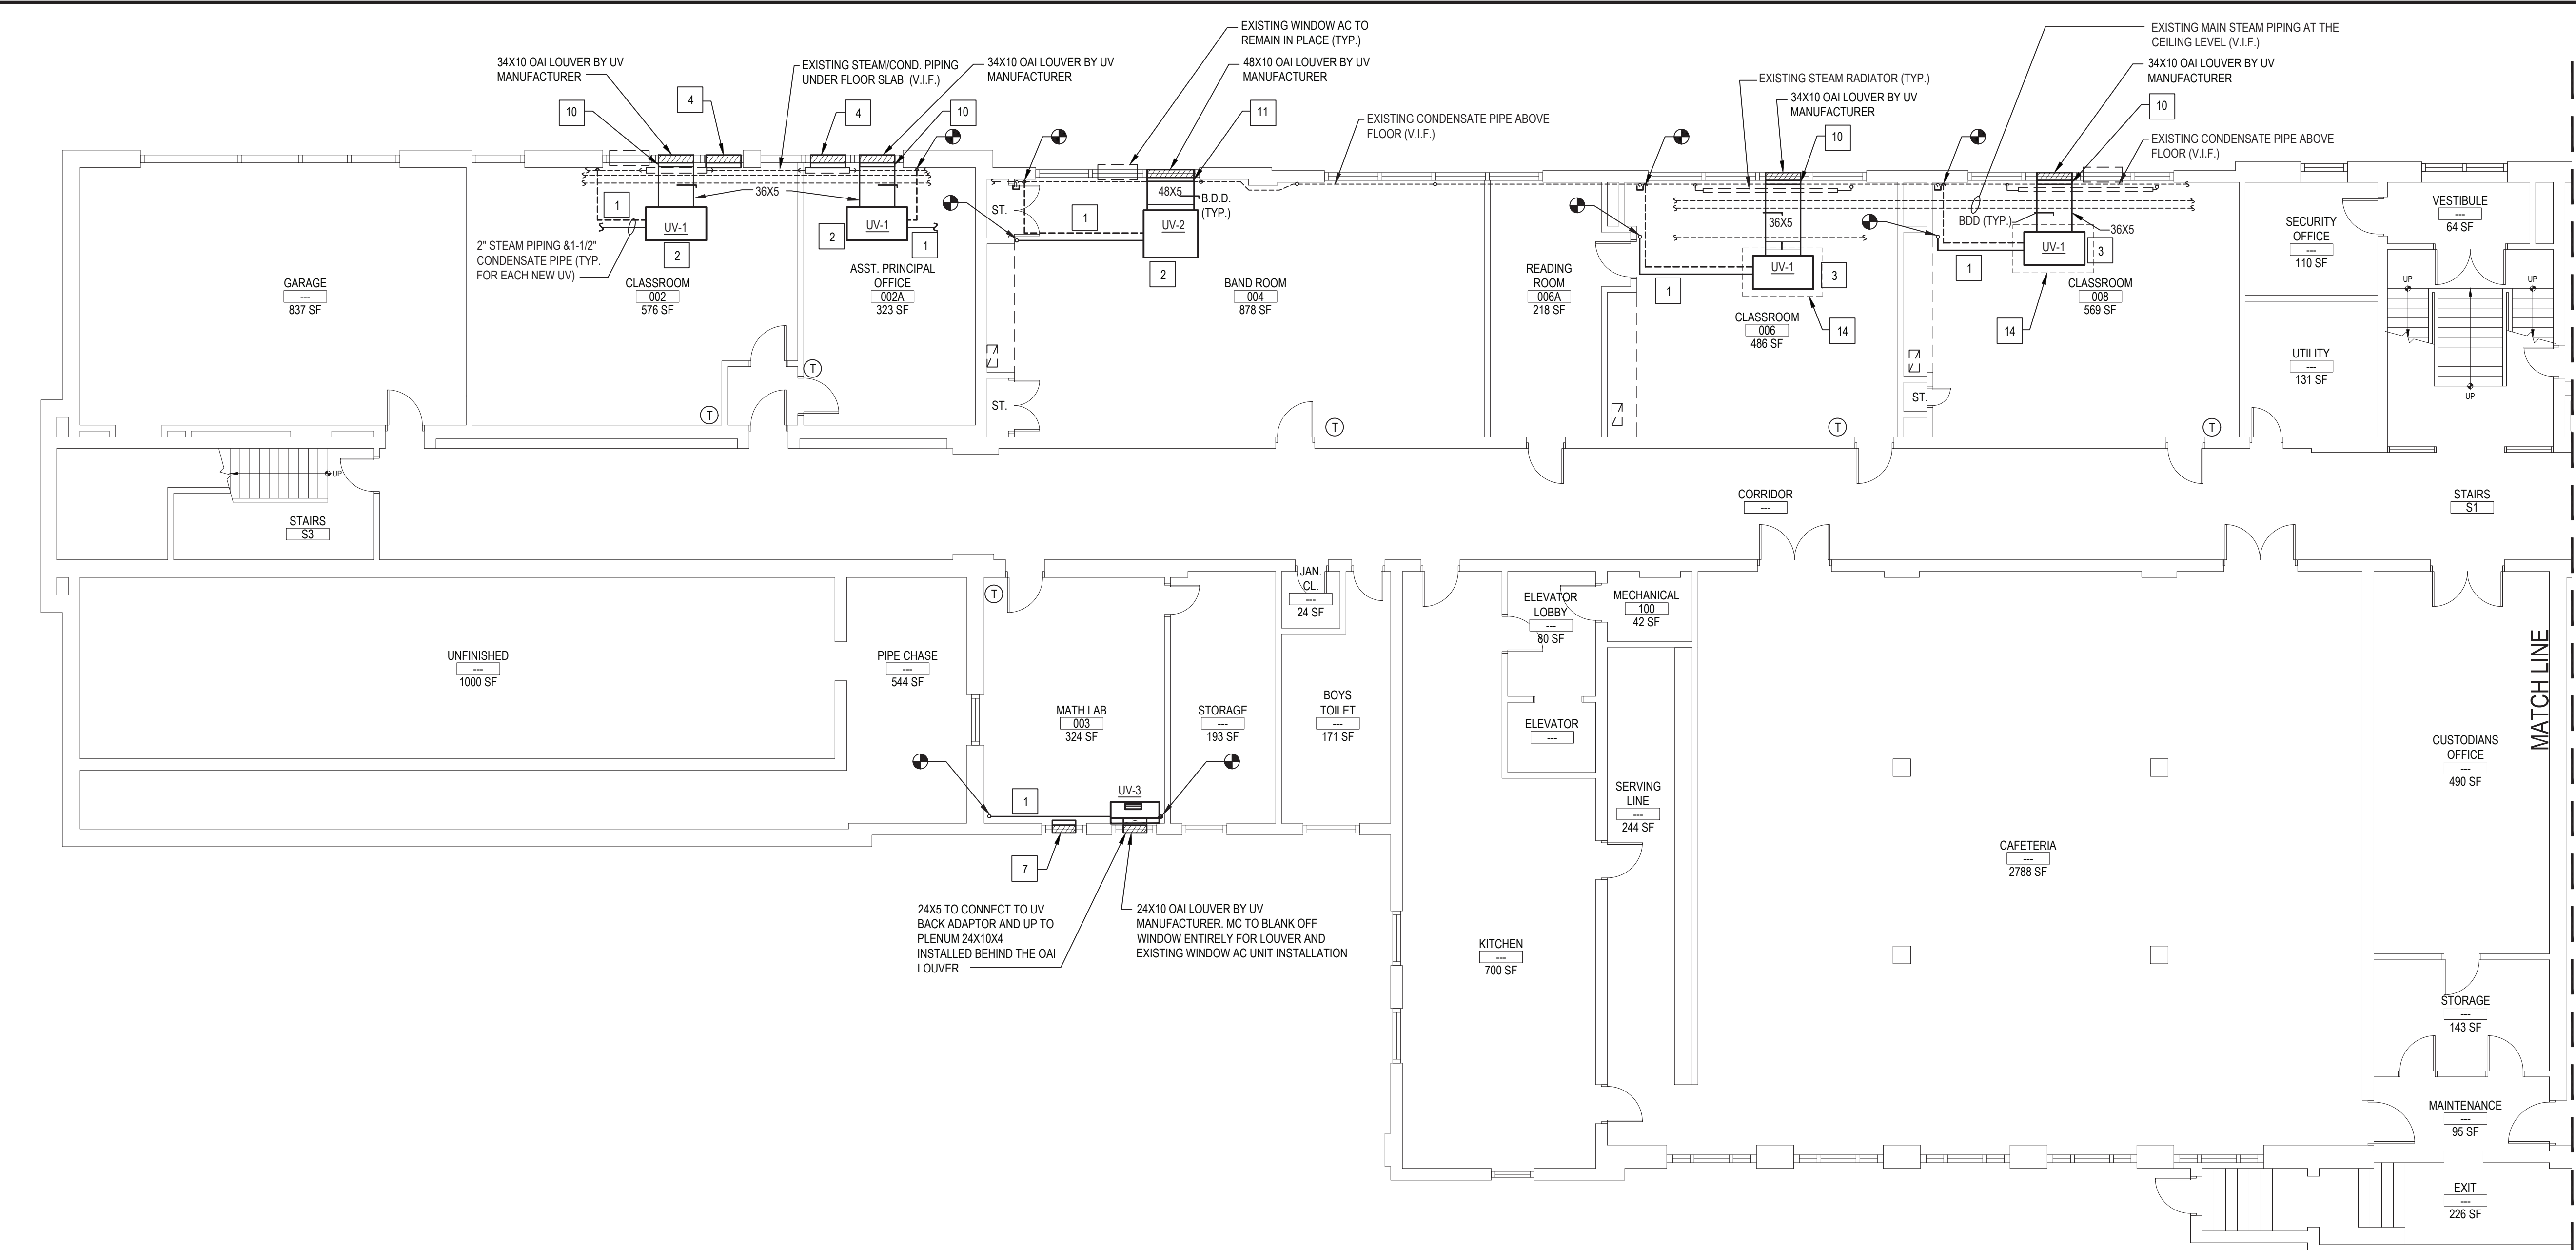 EXISTING WINDOW AC TO
REMAIN IN PLACE (TYP.)
EXISTING MAIN STEAM PIPING AT THE
CEILING LEVEL (V.I.F.)
34X10 OAI LOUVER BY UV
MANUFACTURER
EXISTING STEAM/COND. PIPING
UNDER FLOOR SLAB (V.I.F.)
34X10 OAI LOUVER BY UV
MANUFACTURER
48X10 OAI LOUVER BY UV
MANUFACTURER
EXISTING STEAM RADIATOR (TYP.)
34X10 OAI LOUVER BY UV
MANUFACTURER
34X10 OAI LOUVER BY UV
MANUFACTURER
10
4
4
10
11
EXISTING CONDENSATE PIPE ABOVE
FLOOR (V.I.F.)
10
10
EXISTING CONDENSATE PIPE ABOVE
FLOOR (V.I.F.)
36X5
48X5
B.D.D.
(TYP.)
36X5
BDD (TYP.)
36X5
1
UV-1
2
2
UV-1
1
ST.
1
UV-2
2
1
UV-1
3
1
UV-1
3
14
14
2" STEAM PIPING &1-1/2"
CONDENSATE PIPE (TYP.
FOR EACH NEW UV)
GARAGE
---
837 SF
CLASSROOM
002
576 SF
ASST. PRINCIPAL
OFFICE
002A
323 SF
BAND ROOM
004
878 SF
READING
ROOM
006A
218 SF
CLASSROOM
006
486 SF
CLASSROOM
008
569 SF
SECURITY
OFFICE
---
110 SF
VESTIBULE
---
64 SF
UP
UP
UP
UTILITY
---
131 SF
T
T
ST.
T
T
ST.
T
UP
STAIRS
S3
CORRIDOR
---
STAIRS
S1
UNFINISHED
---
1000 SF
PIPE CHASE
---
544 SF
T
MATH LAB
003
324 SF
STORAGE
---
193 SF
JAN.
CL.
---
24 SF
BOYS
TOILET
---
171 SF
ELEVATOR
LOBBY
---
80 SF
MECHANICAL
100
42 SF
ELEVATOR
---
SERVING
LINE
---
244 SF
CAFETERIA
---
2788 SF
CUSTODIANS
OFFICE
---
490 SF
MATCH LINE
1
UV-3
7
24X5 TO CONNECT TO UV
BACK ADAPTOR AND UP TO
PLENUM 24X10X4
INSTALLED BEHIND THE OAI
LOUVER
24X10 OAI LOUVER BY UV
MANUFACTURER. MC TO BLANK OFF
WINDOW ENTIRELY FOR LOUVER AND
EXISTING WINDOW AC UNIT INSTALLATION
KITCHEN
---
700 SF
STORAGE
---
143 SF
MAINTENANCE
---
95 SF
EXIT
---
226 SF